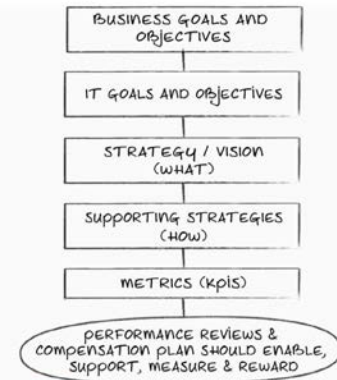 BUSINESS GOALS AND
OBJECTIVES
IT GOALS AND OBJECTIVES
STRATEGY / VISION
(WHAT)
SUPPORTING STRATEGIES
(HOW)
METRICS (KPIS)
PERFORMANCE REVIEWS &
COMPENSATION PLAN SHOULD ENABLE,
SUPPORT, MEASURE & REWARD